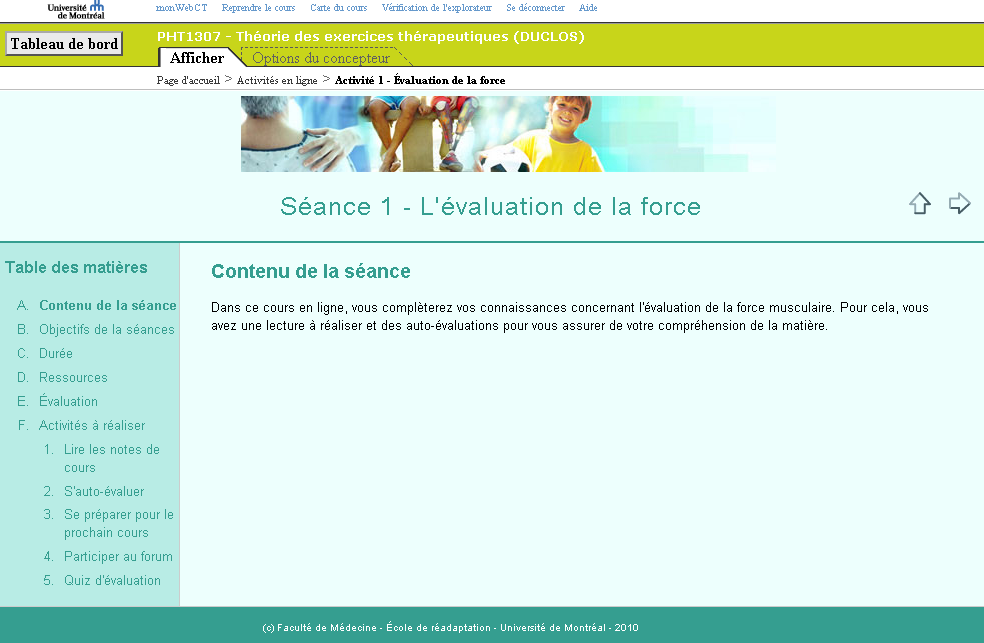 Université de Montréal
monWebCT Reprendre le cours Carte du cours Vérification de l'explorateur Se déconnecter Aide
Tableau de bord
PHT1307 - Théorie des exercices thérapeutiques (DUCLOS)
Afficher Options du concepteur
Page d'accueil > Activités en ligne > Activité 1 - Évaluation de la force
Séance 1 - L'évaluation de la force
Table des matières
A. Contenu de la séance
B. Objectifs de la séances
C. Durée
D. Ressources
E. Évaluation
F. Activités à réaliser
1. Lire les notes de
cours
2. S'auto-évaluer
3. Se préparer pour le
prochain cours
4. Participer au forum
5. Quiz d'évaluation
Contenu de la séance
Dans ce cours en ligne, vous complèterez vos connaissances concernant l'évaluation de la force musculaire. Pour cela, vous
avez une lecture à réaliser et des auto-évaluations pour vous assurer de votre compréhension de la matière.
(c) Faculté de Médecine - École de réadaptation - Université de Montréal - 2010